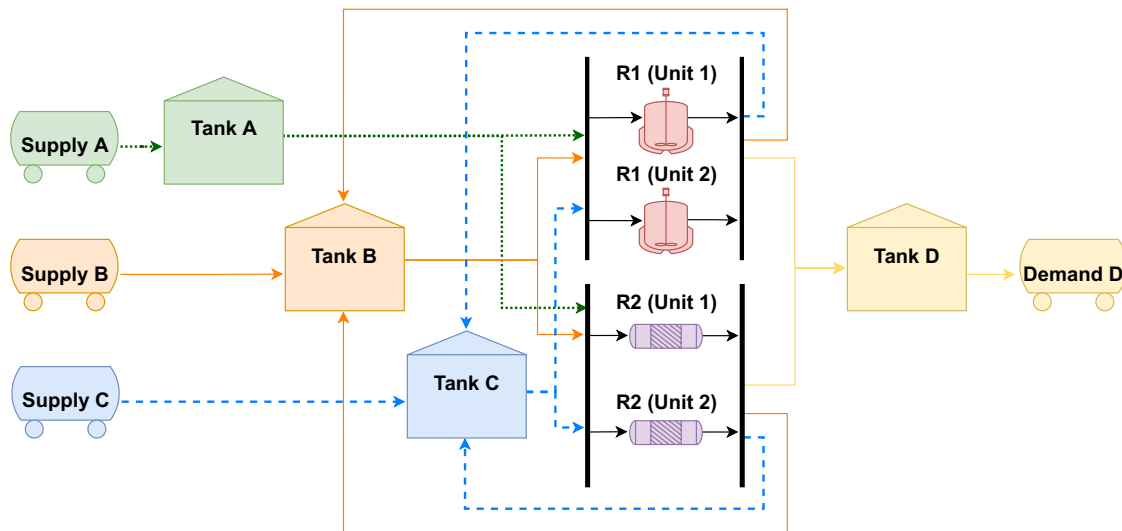 R1 (Unit 1)
Supply A
Tank A
R1 (Unit 2)
Supply B
Tank B
Tank D
Demand D
R2 (Unit 1)
Supply C
Tank C
R2 (Unit 2)